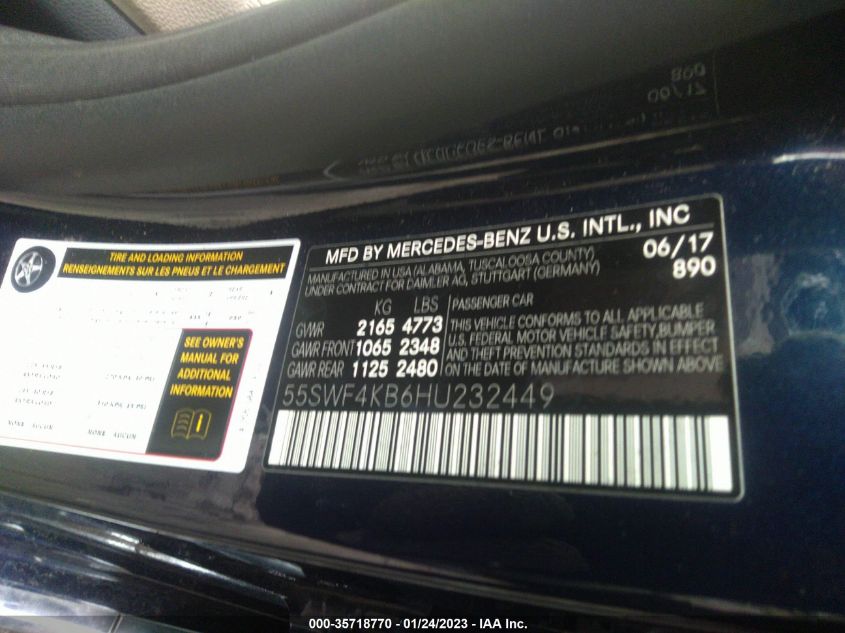 TIRE AND LOADING INFORMATION
RENSEIGNEMENTS SUR LES PNEUS ET LE CHARGEMENT
SEE OWNER'S
MANUAL FOR
ADDITIONAL
INFORMATION
NONE AUCUN
NONE AUCUN
MFD BY MERCEDES-BENZ U.S. INTL., INC
MANUFACTURED IN USA (ALABAMA, TUSCALOOSA COUNTY) 06/17
UNDER CONTRACT FOR DAIMLER AG, STUTTGART (GERMANY) 890
KG LBS PASSENGER CAR
GVWR 2165 4773 THIS VEHICLE CONFORMS TO ALL APPLICABLE
GAWR FRONT 1065 2348 U.S. FEDERAL MOTOR VEHICLE SAFETY, BUMPER
GAWR REAR 1125 2480 AND THEFT PREVENTION STANDARDS IN EFFECT
ON THE DATE OF MANUFACTURE SHOWN ABOVE
55SWF4KB6HU232449
000-35718770 - 01/24/2023 - IAA Inc.